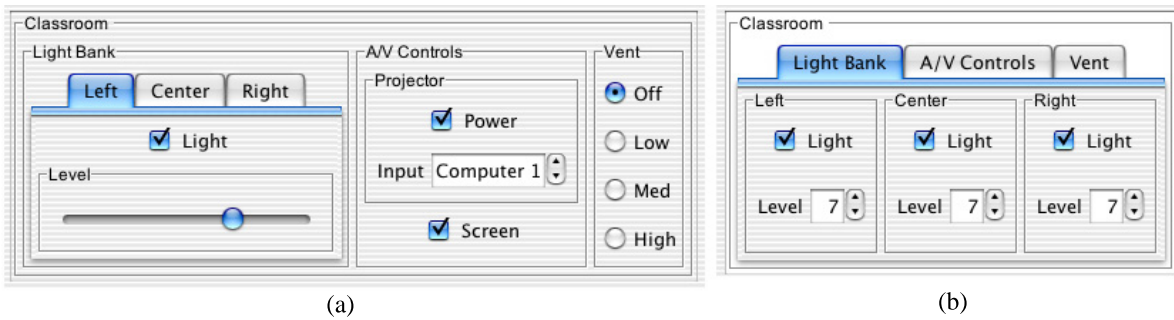 Classroom
Light Bank
Left Center Right
Light
Level
A/V Controls
Projector
Power
Input Computer 1
Screen
Vent
Off
Low
Med
High
(a)
Classroom
Light Bank A/V Controls Vent
Left
Light
Level 7
Center
Light
Level 7
Right
Light
Level 7
(b)